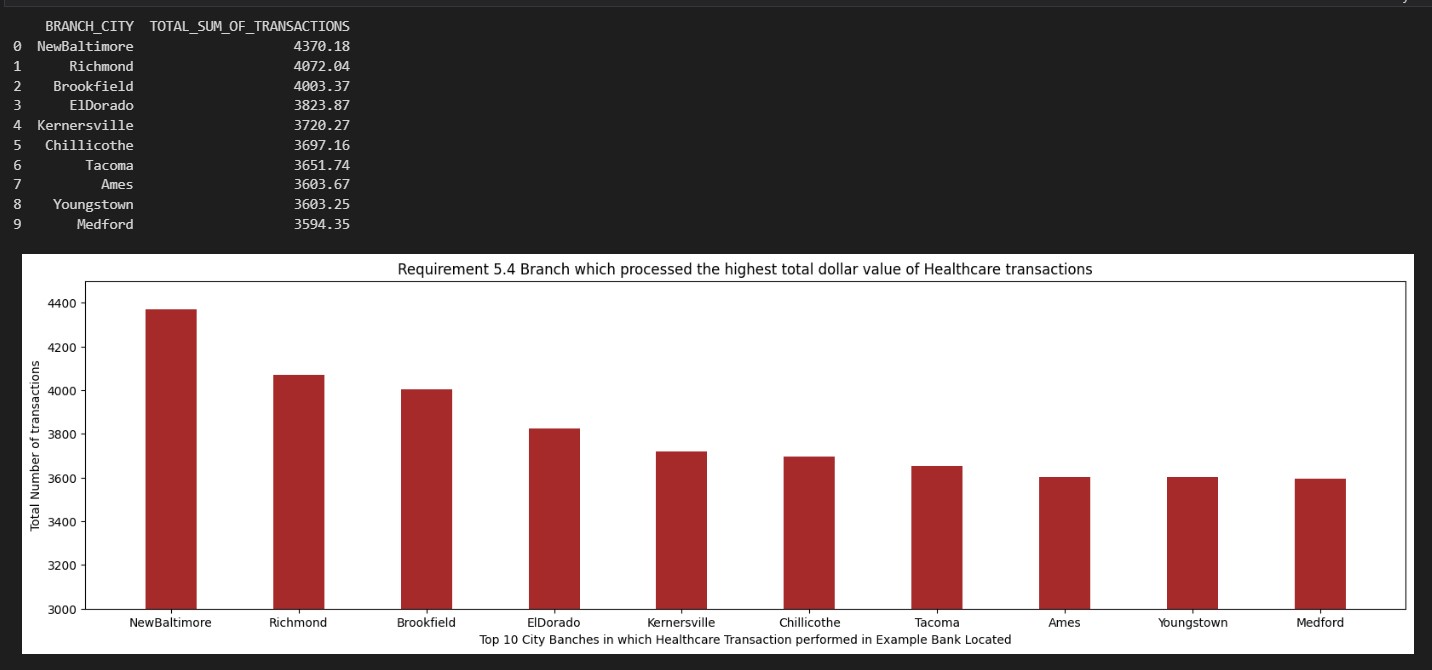 BRANCH_CITY TOTAL_SUM_OF_TRANSACTIONS
0 NewBaltimore 4370.18
1 Richmond 4072.04
2 Brookfield 4003.37
3 ElDorado 3823.87
4 Kernersville 3720.27
5 Chillicothe 3697.16
6 Tacoma 3651.74
7 Ames 3603.67
8 Youngstown 3603.25
9 Medford 3594.35
Requirement 5.4 Branch which processed the highest total dollar value of Healthcare transactions
Total Number of transactions
4400
4200
4000
3800
3600
3400
3200
3000
NewBaltimore Richmond Brookfield ElDorado Kernersville Chillicothe Tacoma Ames Youngstown Medford
Top 10 City Banches in which Healthcare Transaction performed in Example Bank Located